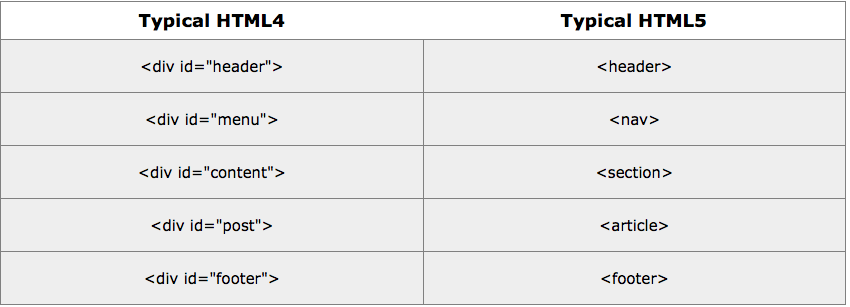 Typical HTML4 Typical HTML5
<div id="header"> <header>
<div id="menu"> <nav>
<div id="content"> <section>
<div id="post"> <article>
<div id="footer"> <footer>